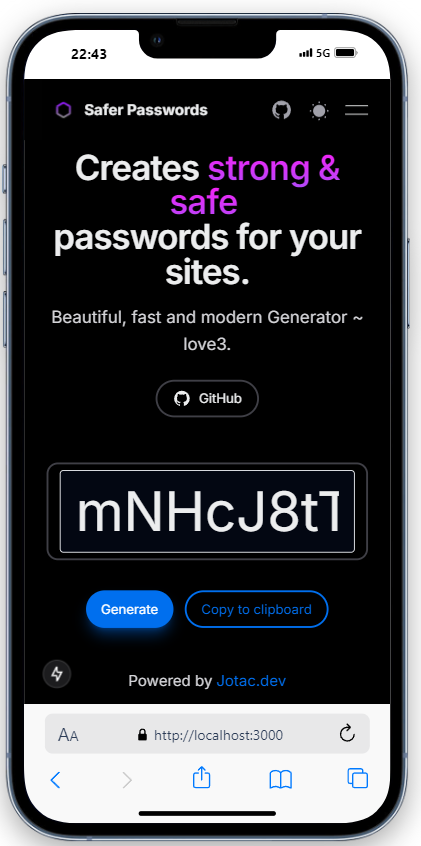 22:43
5G
Safer Passwords
Creates strong &
safe
passwords for your
sites.
Beautiful, fast and modern Generator ~
love3.
GitHub
mNHcJ8t
Generate
Copy to clipboard
Powered by Jotac.dev
AA
http://localhost:3000